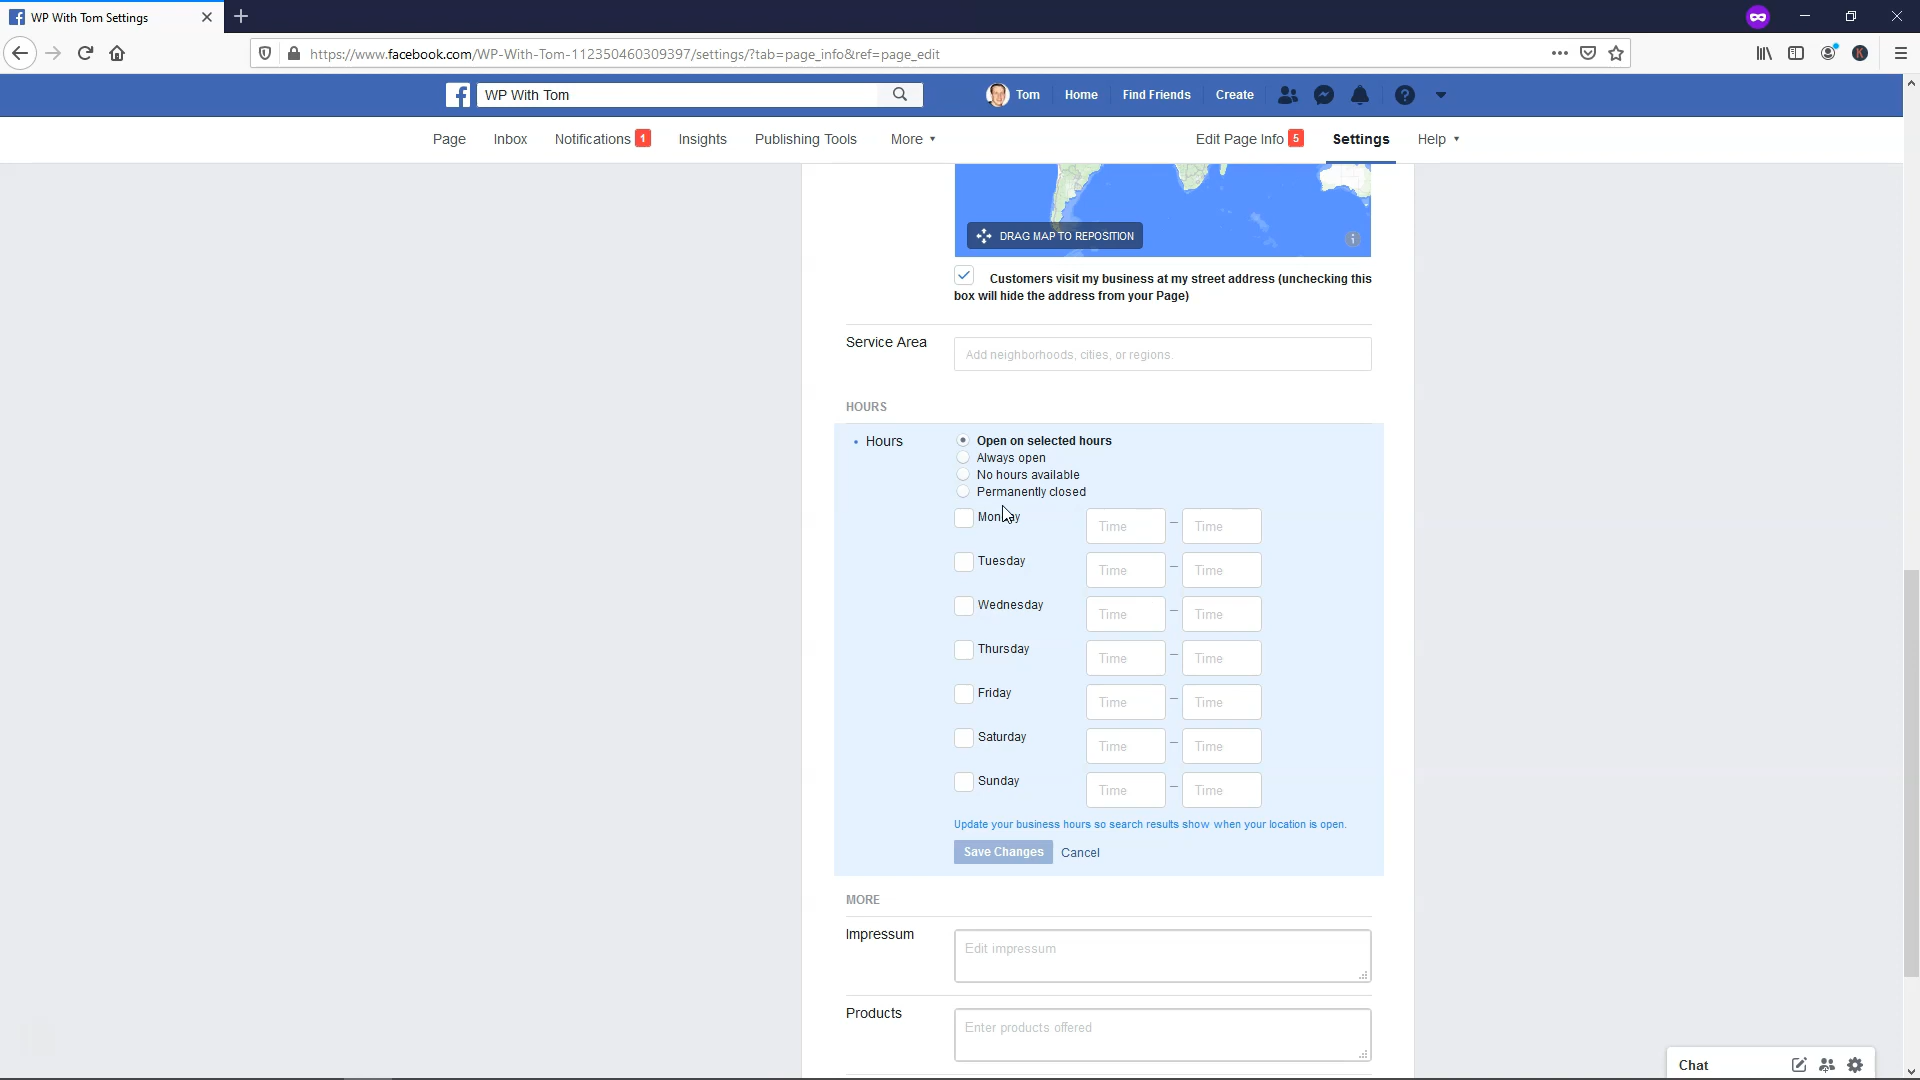 WP With Tom Settings
https://www.facebook.com/WP-With-Tom-112350460309397/settings/?tab=page_info&ref=page_edit
WP With Tom
Tom Home Find Friends Create
Page Inbox Notifications 1 Insights Publishing Tools More Edit Page Info 5 Settings Help
DRAG MAP TO REPOSITION
Customers visit my business at my street address (unchecking this
box will hide the address from your Page)
Service Area
Add neighborhoods, cities, or regions.
HOURS
Hours
Open on selected hours
Always open
No hours available
Permanently closed
Monday Time – Time
Tuesday Time – Time
Wednesday Time – Time
Thursday Time – Time
Friday Time – Time
Saturday Time – Time
Sunday Time – Time
Update your business hours so search results show when your location is open.
Save Changes Cancel
MORE
Impressum
Edit impressum
Products
Enter products offered
Chat